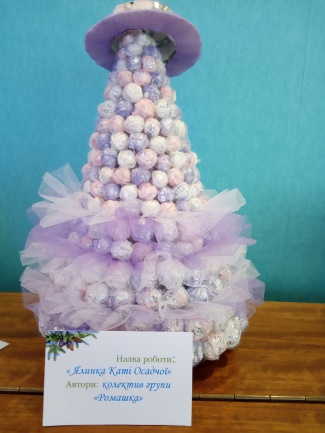 Назва роботи:
« Ялинка Каті Осадчої»
Автори: колектив групи
«Ромашка»